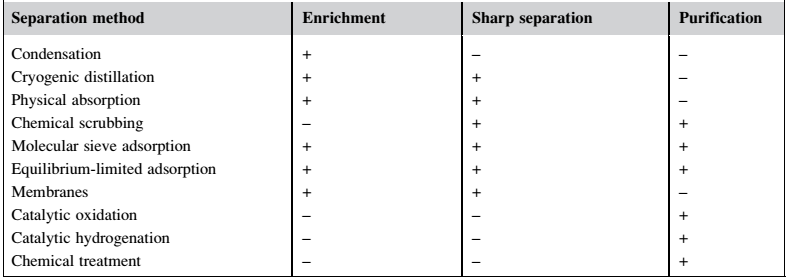 Separation method Enrichment Sharp separation Purification
Condensation + – –
Cryogenic distillation + + –
Physical absorption + + –
Chemical scrubbing – + +
Molecular sieve adsorption + + +
Equilibrium-limited adsorption + + +
Membranes + + –
Catalytic oxidation – – +
Catalytic hydrogenation – – +
Chemical treatment – – +